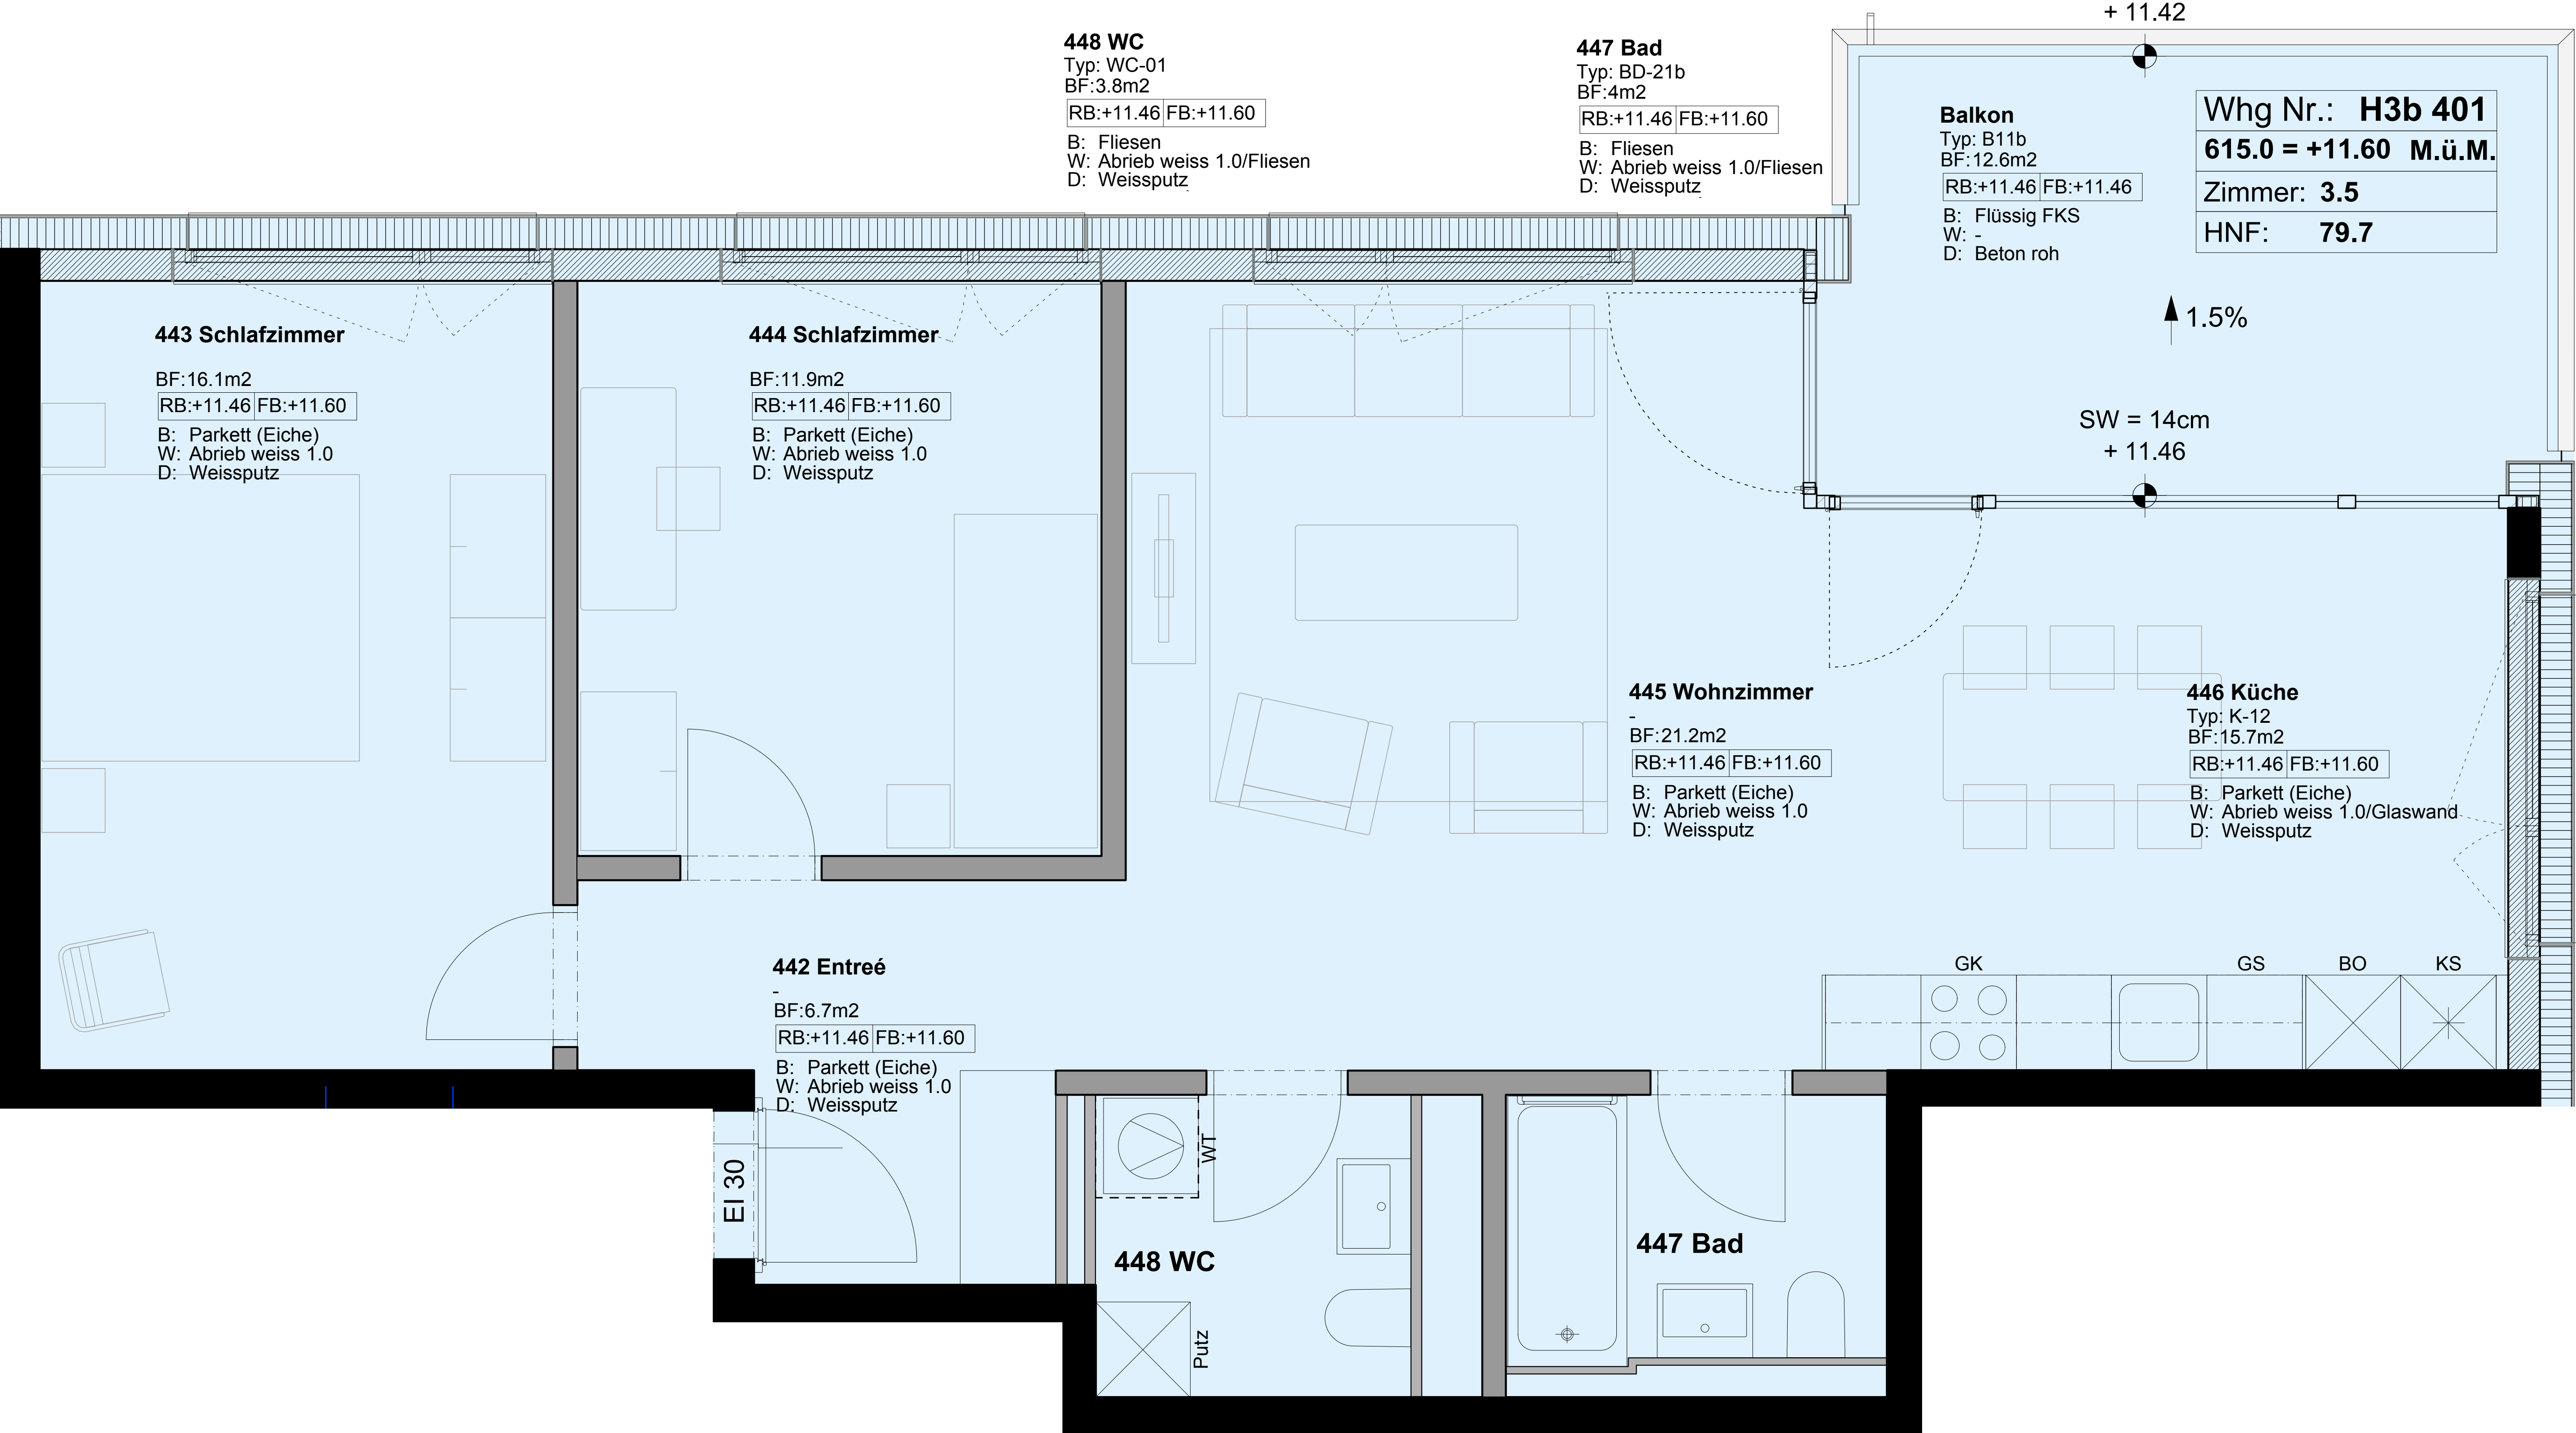 + 11.42
448 WC
Typ: WC-01
BF:3.8m2
RB:+11.46 FB:+11.60
B: Fliesen
W: Abrieb weiss 1.0/Fliesen
D: Weissputz
447 Bad
Typ: BD-21b
BF:4m2
RB:+11.46 FB:+11.60
B: Fliesen
W: Abrieb weiss 1.0/Fliesen
D: Weissputz
Balkon
Typ: B11b
BF:12.6m2
RB:+11.46 FB:+11.46
B: Flüssig FKS
W: -
D: Beton roh
Whg Nr.: H3b 401
615.0 = +11.60 M.ü.M.
Zimmer: 3.5
HNF: 79.7
1.5%
SW = 14cm
+ 11.46
443 Schlafzimmer
BF:16.1m2
RB:+11.46 FB:+11.60
B: Parkett (Eiche)
W: Abrieb weiss 1.0
D: Weissputz
444 Schlafzimmer
BF:11.9m2
RB:+11.46 FB:+11.60
B: Parkett (Eiche)
W: Abrieb weiss 1.0
D: Weissputz
445 Wohnzimmer
-
BF:21.2m2
RB:+11.46 FB:+11.60
B: Parkett (Eiche)
W: Abrieb weiss 1.0
D: Weissputz
446 Küche
Typ: K-12
BF:15.7m2
RB:+11.46 FB:+11.60
B: Parkett (Eiche)
W: Abrieb weiss 1.0/Glaswand
D: Weissputz
442 Entreé
-
BF:6.7m2
RB:+11.46 FB:+11.60
B: Parkett (Eiche)
W: Abrieb weiss 1.0
D: Weissputz
GK
GS
BO
KS
EI 30
WT
448 WC
Putz
447 Bad